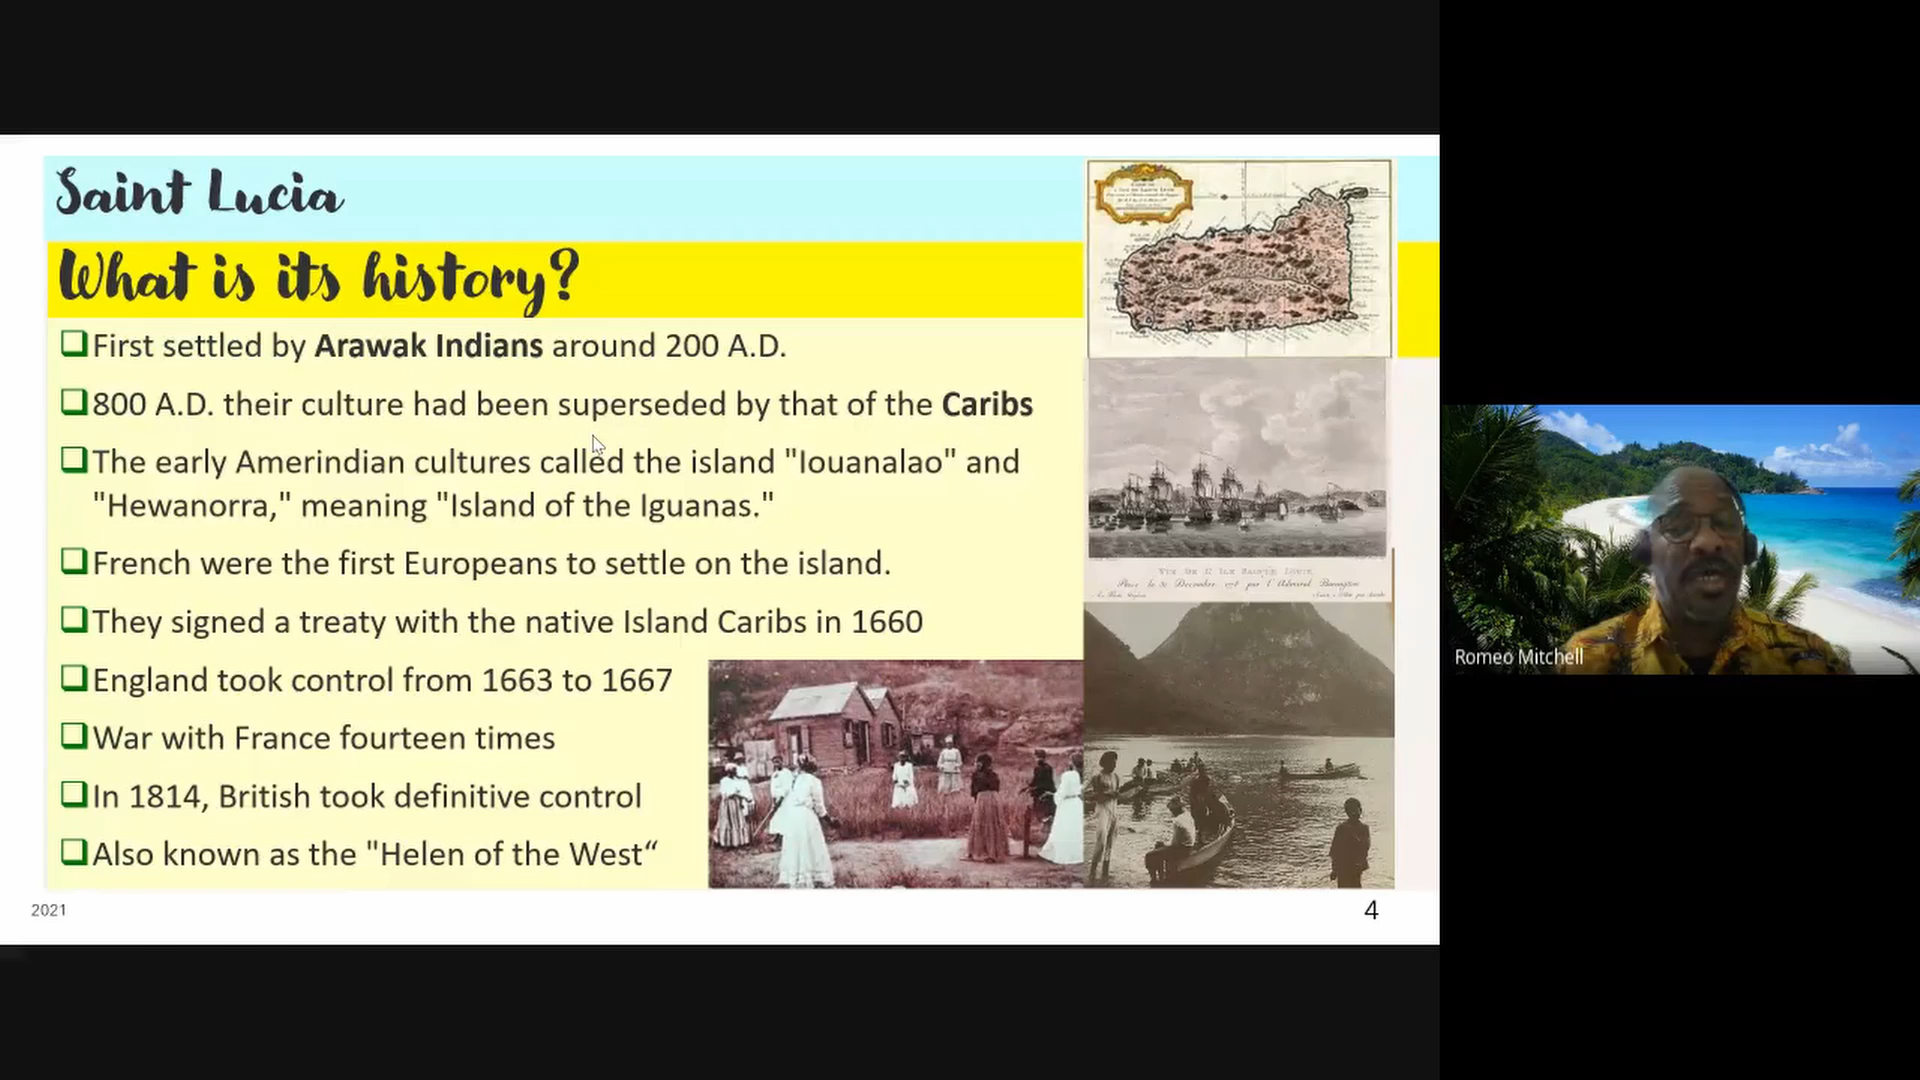 Saint Lucia
What is its history?
First settled by Arawak Indians around 200 A.D.
800 A.D. their culture had been superseded by that of the Caribs
The early Amerindian cultures called the island "Iouanalao" and
"Hewanorra," meaning "Island of the Iguanas."
French were the first Europeans to settle on the island.
They signed a treaty with the native Island Caribs in 1660
England took control from 1663 to 1667
War with France fourteen times
In 1814, British took definitive control
Also known as the "Helen of the West“
2021
4
Romeo Mitchell